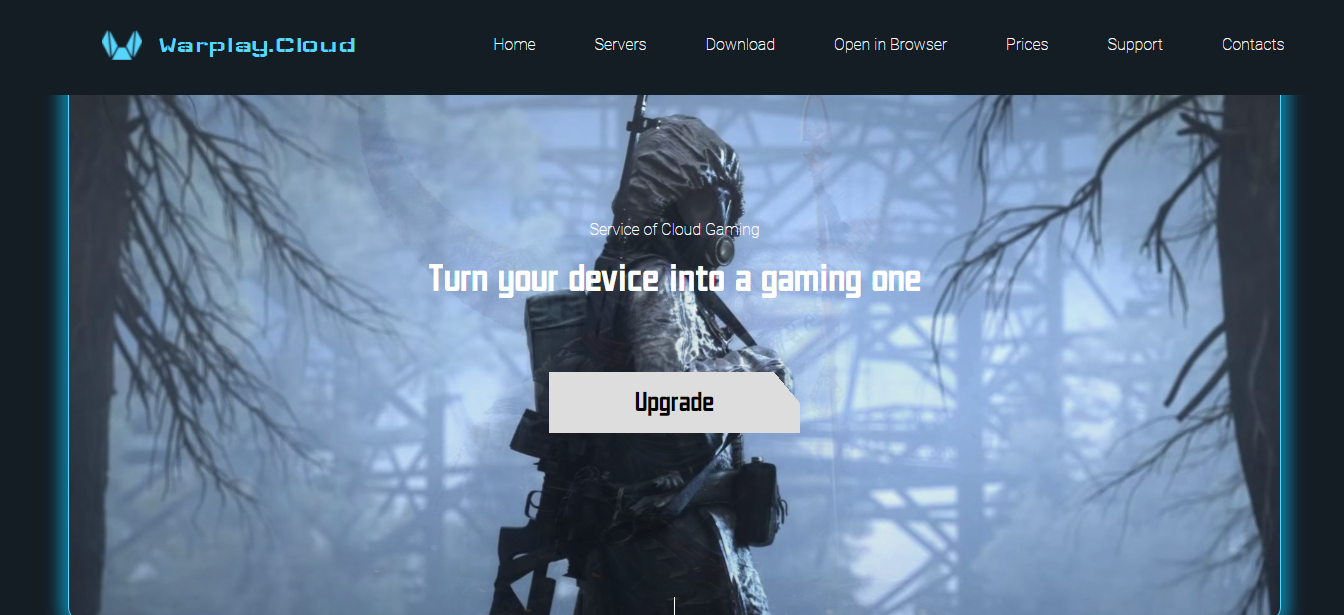 Warplay.Cloud
Home Servers Download Open in Browser Prices Support Contacts
Service of Cloud Gaming
Turn your device into a gaming one
Upgrade